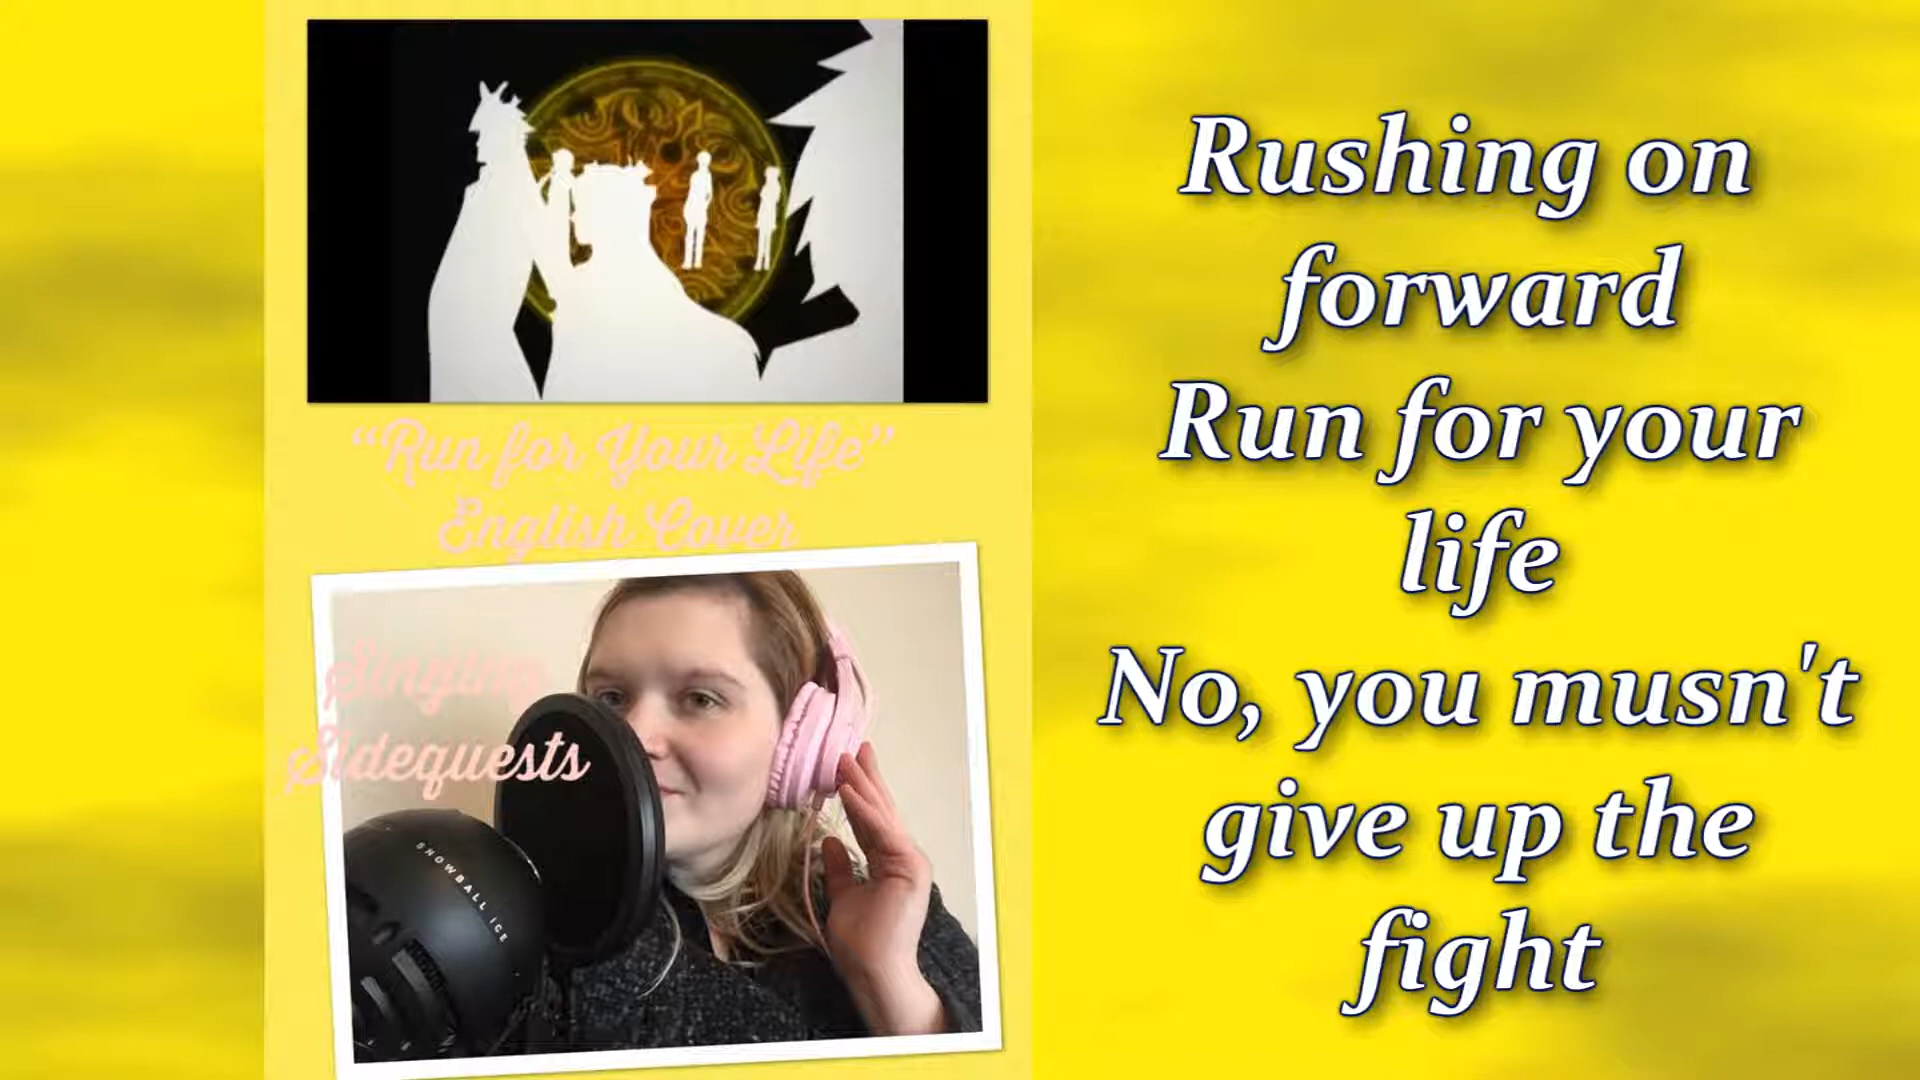 “Run for Your Life”
English Cover
Singing
Sidequests
SNOWBALL ICE
Rushing on
forward
Run for your
life
No, you musn't
give up the
fight